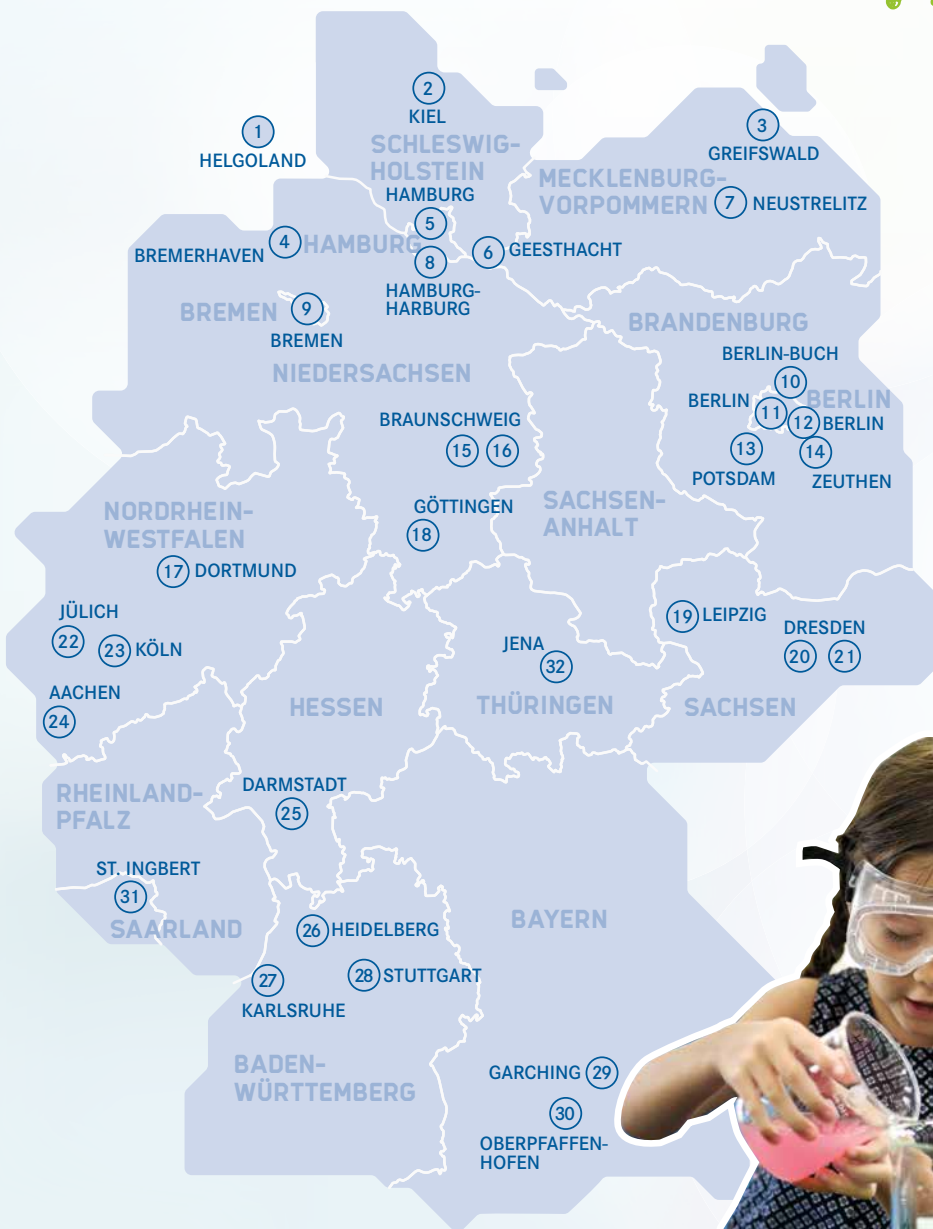 2
KIEL
1
HELGOLAND
SCHLESWIG-
HOLSTEIN
3
GREIFSWALD
MECKLENBURG-
VORPOMMERN
7 NEUSTRELITZ
HAMBURG
5
BREMERHAVEN 4
HAMBURG
6 GEESTHACHT
8
HAMBURG-
HARBURG
BREMEN
9
BREMEN
NIEDERSACHSEN
BRANDENBURG
BERLIN-BUCH
10
BERLIN
BERLIN 11
12 BERLIN
13
POTSDAM
14
ZEUTHEN
BRAUNSCHWEIG
15 16
GÖTTINGEN
18
SACHSEN-
ANHALT
NORDRHEIN-
WESTFALEN
17 DORTMUND
JÜLICH
22
23 KÖLN
AACHEN
24
19 LEIPZIG
DRESDEN
20 21
JENA
32
HESSEN
THÜRINGEN
SACHSEN
RHEINLAND-
PFALZ
DARMSTADT
25
ST. INGBERT
31
SAARLAND
26 HEIDELBERG
BAYERN
27
KARLSRUHE
28 STUTTGART
BADEN-
WÜRTTEMBERG
GARCHING 29
30
OBERPFAFFEN-
HOFEN